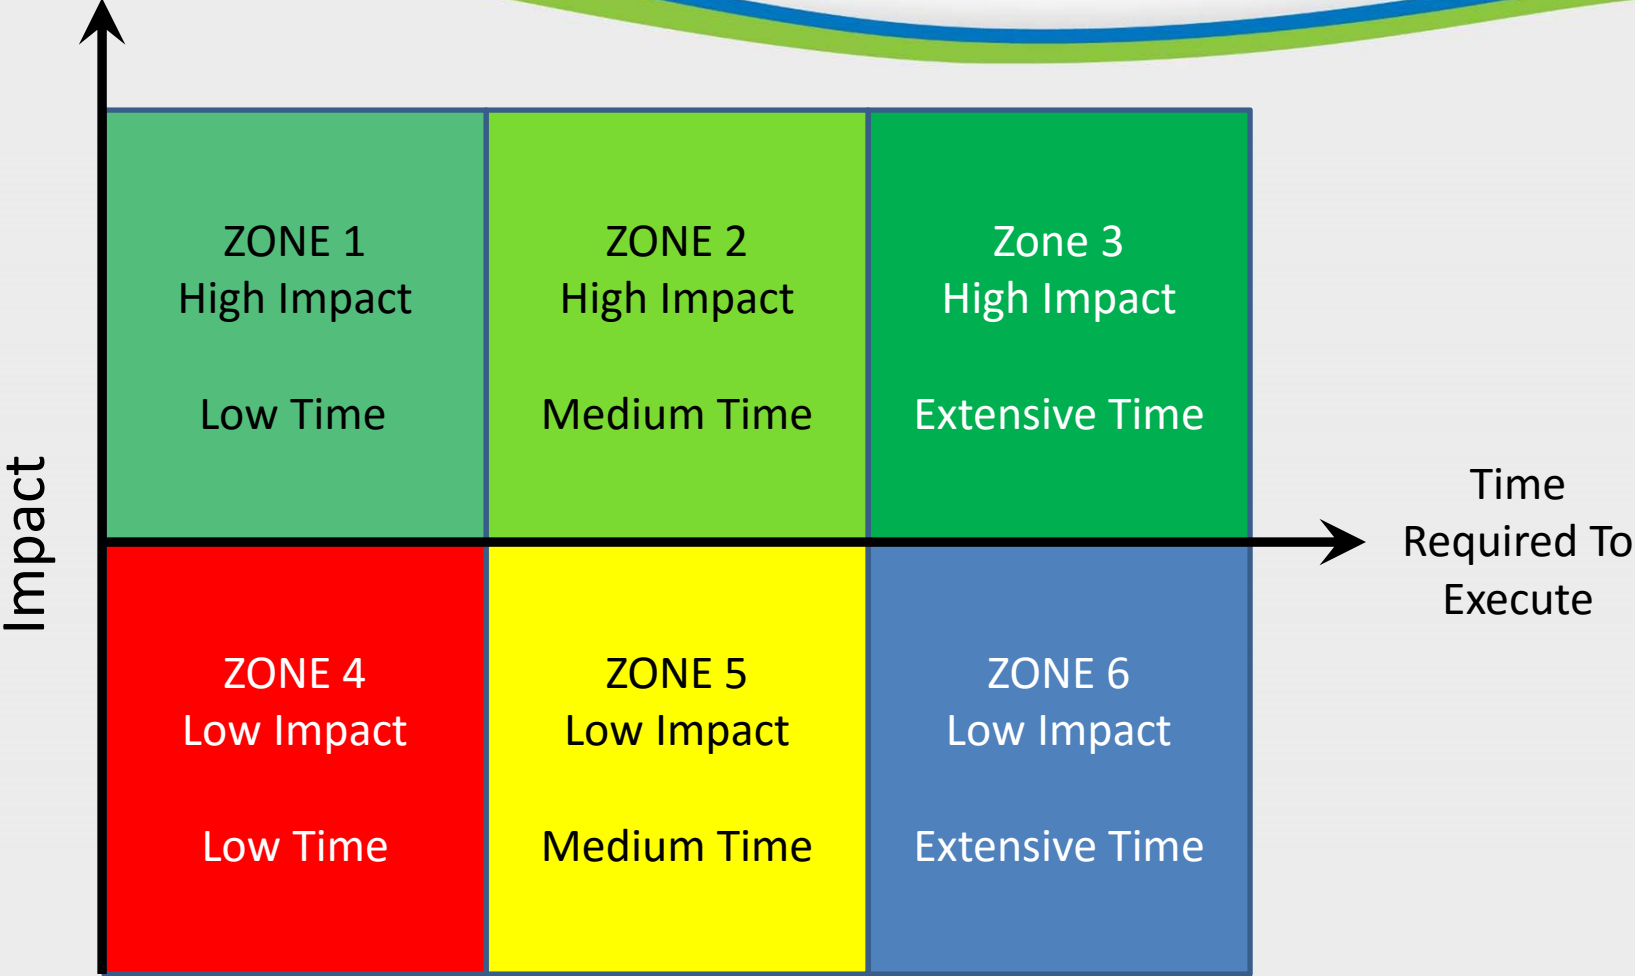 ZONE 1
High Impact
Low Time
ZONE 2
High Impact
Medium Time
Zone 3
High Impact
Extensive Time
Impact
Time
Required To
Execute
ZONE 4
Low Impact
Low Time
ZONE 5
Low Impact
Medium Time
ZONE 6
Low Impact
Extensive Time